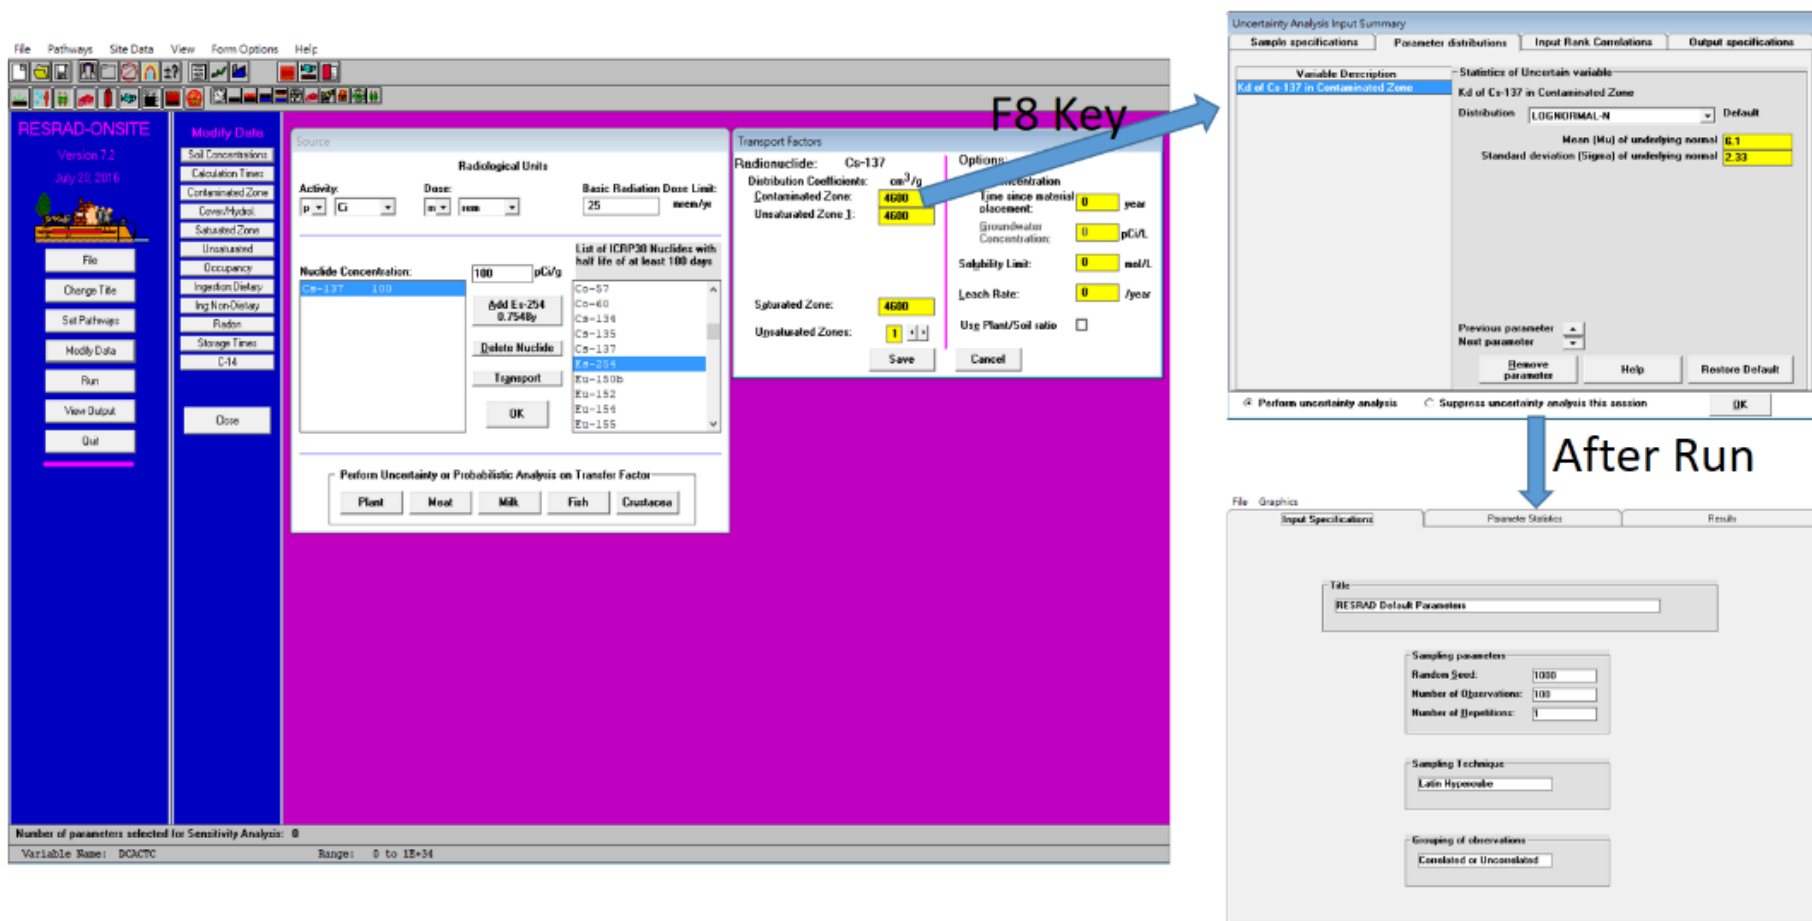 File Pathways Site Data View Form Options Help
RESRAD-ONSITE
Version 7.2
July 20, 2016
File
Change Title
Set Pathways
Modify Data
Run
View Output
Quit
Modify Data
Soil Concentrations
Calculation Times
Contaminated Zone
Cover/Hydrol.
Saturated Zone
Unsaturated
Occupancy
Ingestion:Dietary
Ing:Non-Dietary
Radon
Storage Times
C-14
Close
Source
Radiological Units
Activity: Dose: Basic Radiation Dose Limit:
p Ci m rem 25 mrem/yr
List of ICRP38 Nuclides with
half life of at least 180 days
Nuclide Concentration: 100 pCi/g
Cs-137 100
Add Es-254
0.7548y
Delete Nuclide
Transport
OK
Co-57
Co-60
Cs-134
Cs-135
Cs-137
Es-254
Eu-150b
Eu-152
Eu-154
Eu-155
Perform Uncertainty or Probabilistic Analysis on Transfer Factor
Plant Meat Milk Fish Crustacea
Transport Factors
Radionuclide: Cs-137
Distribution Coefficients: cm3/g
Contaminated Zone: 4600
Unsaturated Zone 1: 4600
Saturated Zone: 4600
Unsaturated Zones: 1
Options:
Time since material
placement: 0 year
Groundwater
Concentration: 0 pCi/L
Solubility Limit: 0 mol/L
Leach Rate: 0 /year
Use Plant/Soil ratio
Save Cancel
Number of parameters selected for Sensitivity Analysis: 0
Variable Name: DCACTC Range: 0 to 1E+34
F8 Key
Uncertainty Analysis Input Summary
Sample specifications Parameter distributions Input Rank Correlations Output specifications
Variable Description
Kd of Cs-137 in Contaminated Zone
Statistics of Uncertain variable
Kd of Cs-137 in Contaminated Zone
Distribution LOGNORMAL-N Default
Mean (Mu) of underlying normal 6.1
Standard deviation (Sigma) of underlying normal 2.33
Previous parameter
Next parameter
Remove
parameter
Help
Restore Default
Perform uncertainty analysis Suppress uncertainty analysis this session OK
After Run
File Graphics
Input Specifications Parameter Statistics Results
Title
RESRAD Default Parameters
Sampling parameters
Random Seed: 1000
Number of Observations: 100
Number of Repetitions: 1
Sampling Technique
Latin Hypercube
Grouping of observations
Correlated or Uncorrelated